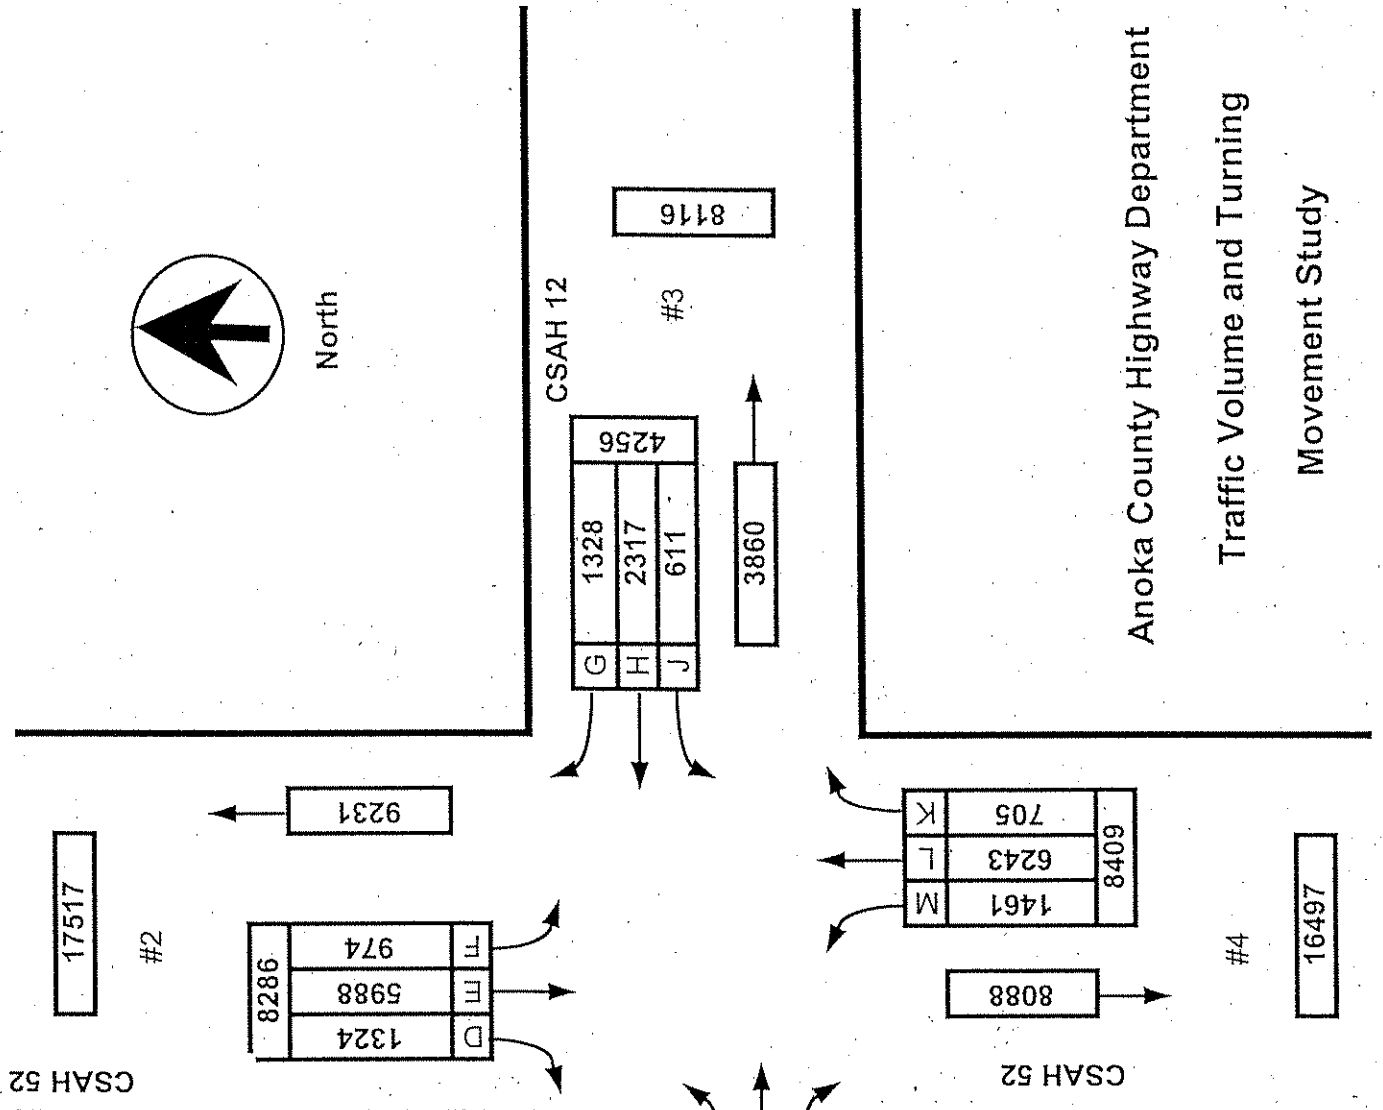 North
CSAH 12
#3
8116
4256
G 1328
H 2317
J 611
3860
17517
#2
9231
8286
D 1324
E 5988
F 974
CSAH 52
K 705
L 6243
M 1461
8409
8088
#4
16497
CSAH 52
Anoka County Highway Department
Traffic Volume and Turning
Movement Study